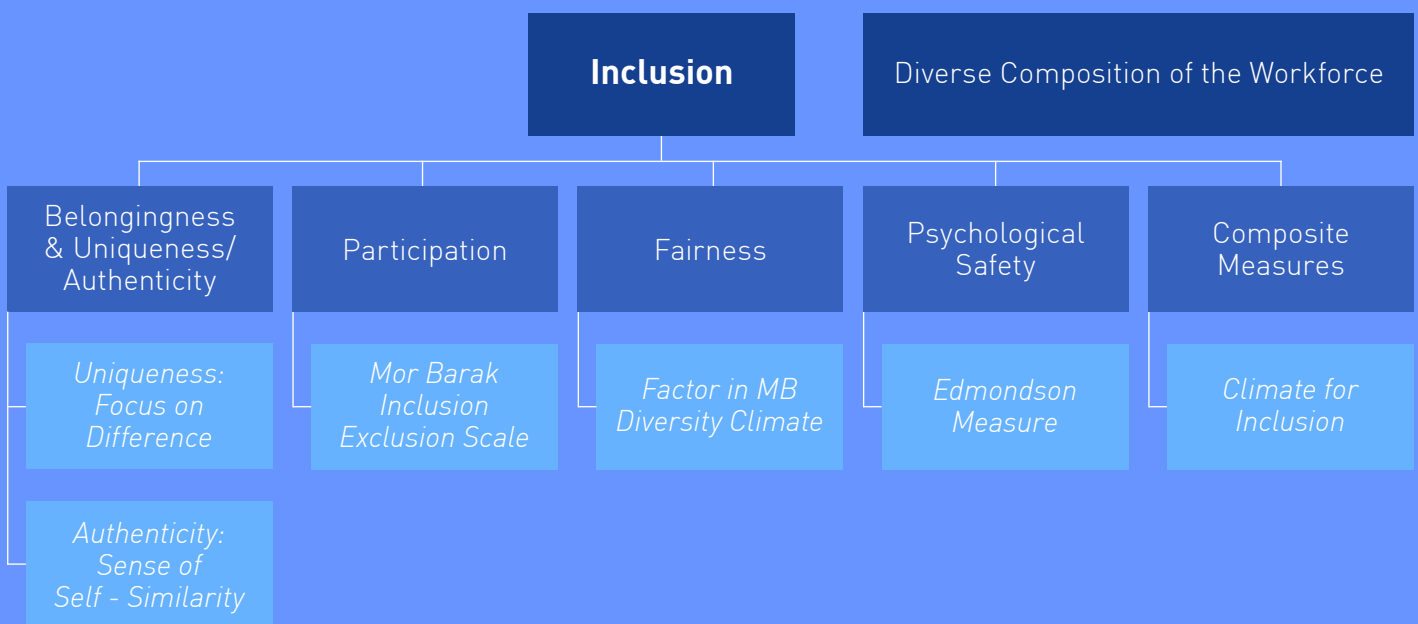 Inclusion
Diverse Composition of the Workforce
Belongingness
& Uniqueness/
Authenticity
Participation
Fairness
Psychological
Safety
Composite
Measures
Uniqueness:
Focus on
Difference
Mor Barak
Inclusion
Exclusion Scale
Factor in MB
Diversity Climate
Edmondson
Measure
Climate for
Inclusion
Authenticity:
Sense of
Self - Similarity